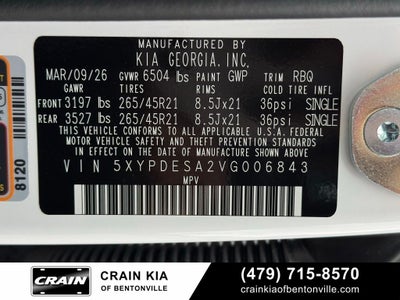 MANUFACTURED BY
KIA GEORGIA. INC.
MAR/09/26 GVWR 6504 lbs PAINT GWP TRIM RBQ
GAWR TIRES RIMS COLD TIRE INFL
FRONT 3197 lbs 265/45R21 8.5Jx21 36psi SINGLE
REAR 3527 lbs 265/45R21 8.5Jx21 36psi SINGLE
THIS VEHICLE CONFORMS TO ALL APPLICABLE U.S.A. FEDERAL
MOTOR VEHICLE SAFETY, BUMPER, AND THEFT PREVENTION
STANDARDS IN EFFECT ON THE DATE OF MANUFACTURE SHOWN ABOVE.
VIN 5XYPDESA2VG006843
MPV
8120
CRAIN
CRAIN KIA
OF BENTONVILLE
(479) 715-8570
crainkiaofbentonville.com